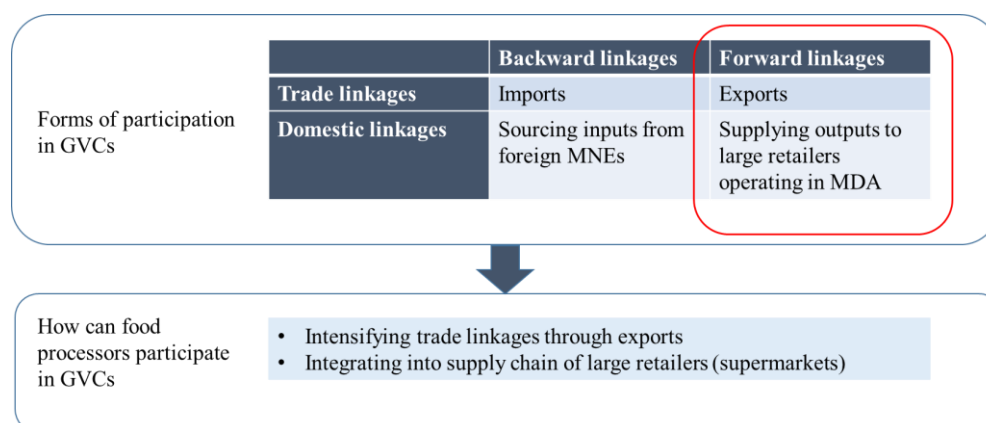 Forms of participation
in GVCs
Backward linkages
Forward linkages
Trade linkages
Imports
Exports
Domestic linkages
Sourcing inputs from
foreign MNEs
Supplying outputs to
large retailers
operating in MDA
How can food
processors participate
in GVCs
• Intensifying trade linkages through exports
• Integrating into supply chain of large retailers (supermarkets)